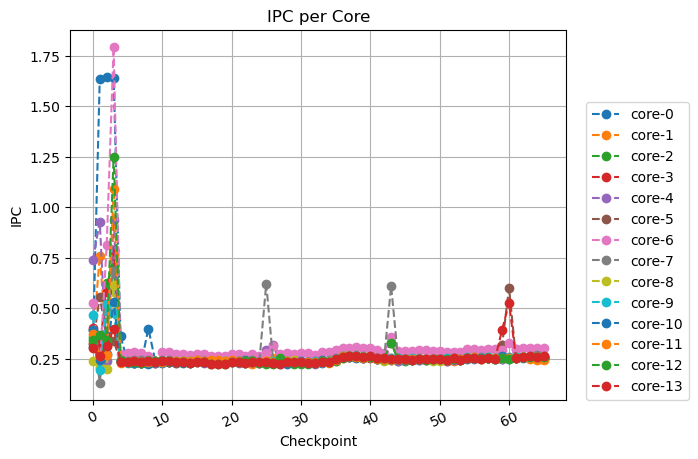 IPC per Core
IPC
1.75
1.50
1.25
1.00
0.75
0.50
0.25
0
10
20
30
40
50
60
Checkpoint
core-0
core-1
core-2
core-3
core-4
core-5
core-6
core-7
core-8
core-9
core-10
core-11
core-12
core-13